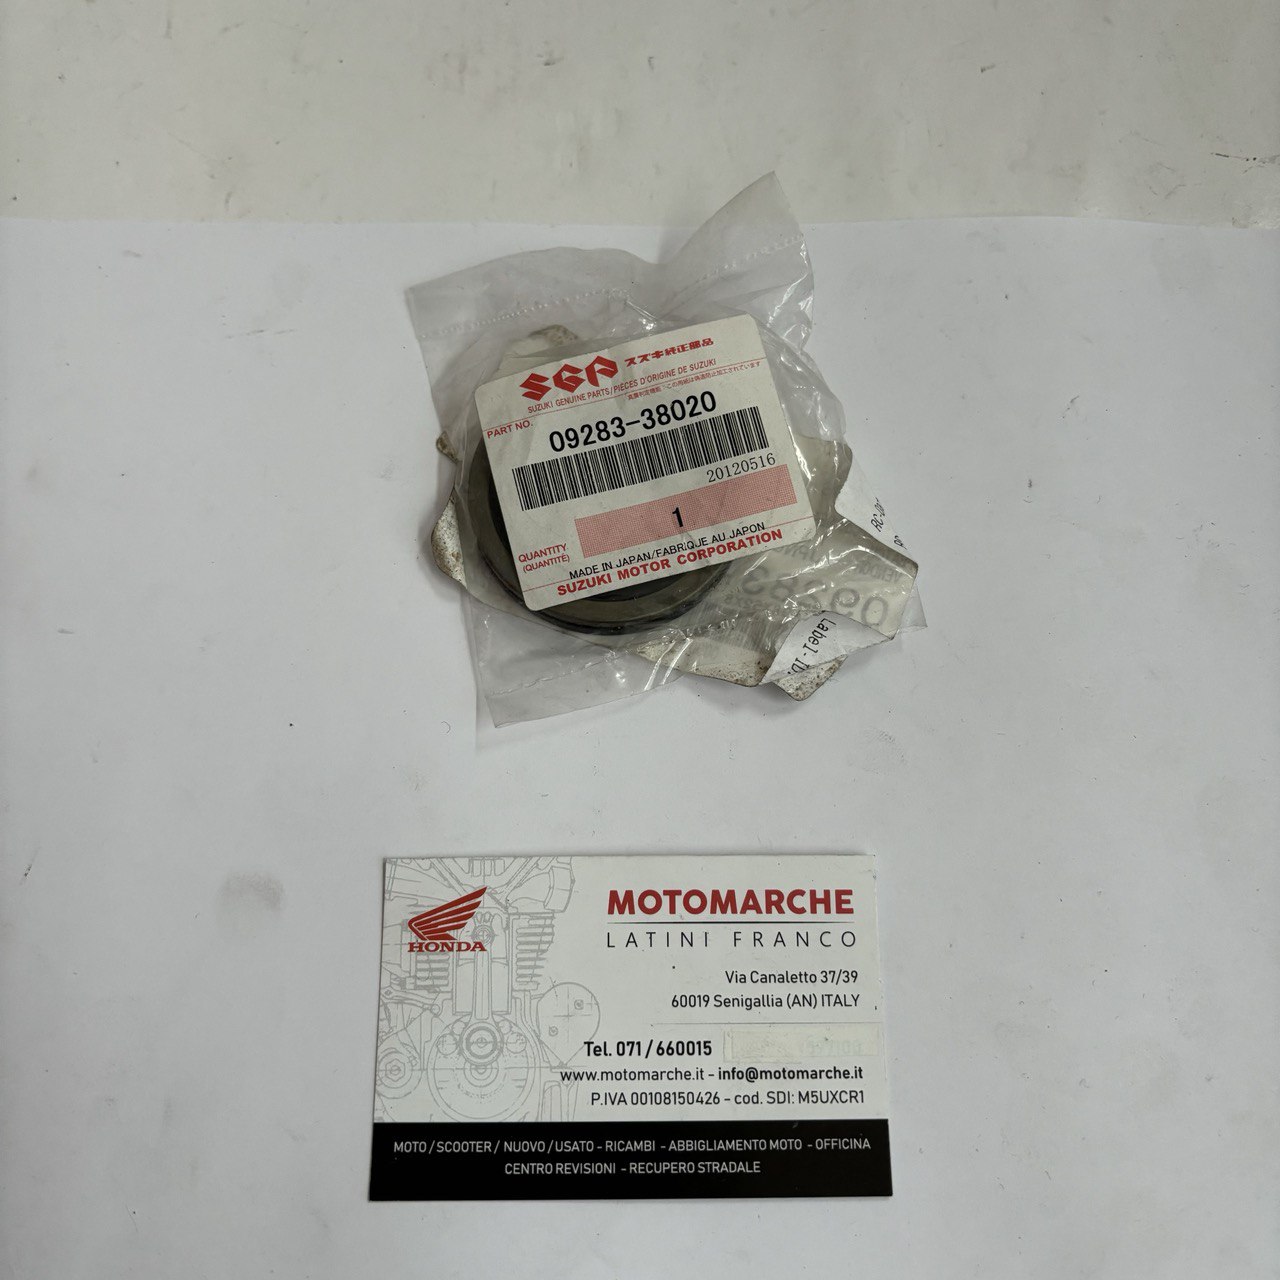 SGP スズキ純正部品
SUZUKI GENUINE PARTS/PIECES D'ORIGINE DE SUZUKI
PART NO.
09283-38020
20120516
1
QUANTITY
(QUANTITÉ)
MADE IN JAPAN/FABRIQUE AU JAPON
SUZUKI MOTOR CORPORATION
Label-ID
HONDA
MOTOMARCHE
LATINI FRANCO
Via Canaletto 37/39
60019 Senigallia (AN) ITALY
Tel. 071/660015
www.motomarche.it - info@motomarche.it
P.IVA 00108150426 - cod. SDI: M5UXCR1
MOTO/SCOOTER/ NUOVO/USATO - RICAMBI - ABBIGLIAMENTO MOTO - OFFICINA
CENTRO REVISIONI - RECUPERO STRADALE